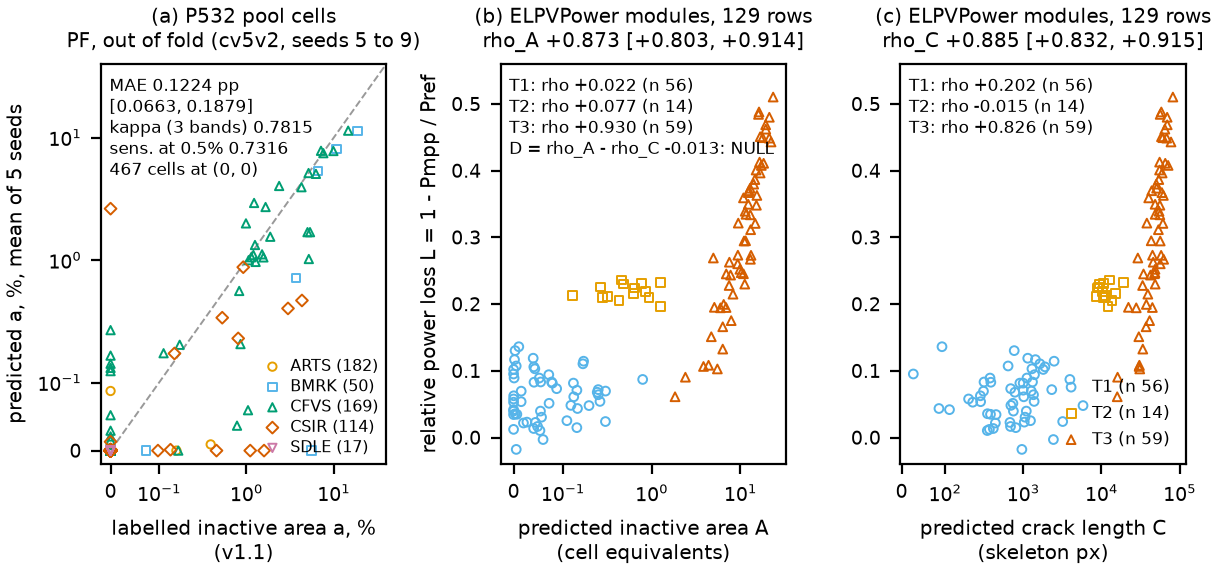 (a) P532 pool cells
PF, out of fold (cv5v2, seeds 5 to 9)
MAE 0.1224 pp
[0.0663, 0.1879]
kappa (3 bands) 0.7815
sens. at 0.5% 0.7316
467 cells at (0, 0)
predicted a, %, mean of 5 seeds
10¹
10⁰
10⁻¹
0
ARTS (182)
BMRK (50)
CFVS (169)
CSIR (114)
SDLE (17)
0
10⁻¹
10⁰
10¹
labelled inactive area a, %
(v1.1)
(b) ELPVPower modules, 129 rows
rho_A +0.873 [+0.803, +0.914]
T1: rho +0.022 (n 56)
T2: rho +0.077 (n 14)
T3: rho +0.930 (n 59)
D = rho_A - rho_C -0.013: NULL
relative power loss L = 1 - Pmpp / Pref
0.5
0.4
0.3
0.2
0.1
0.0
0
10⁻¹
10⁰
10¹
predicted inactive area A
(cell equivalents)
(c) ELPVPower modules, 129 rows
rho_C +0.885 [+0.832, +0.915]
T1: rho +0.202 (n 56)
T2: rho -0.015 (n 14)
T3: rho +0.826 (n 59)
0.5
0.4
0.3
0.2
0.1
0.0
T1 (n 56)
T2 (n 14)
T3 (n 59)
0
10²
10³
10⁴
10⁵
predicted crack length C
(skeleton px)